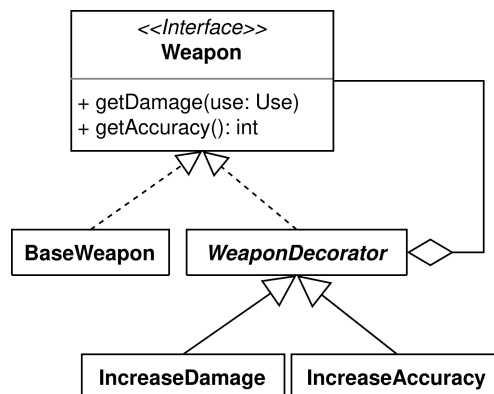 <<Interface>>
Weapon
+ getDamage(use: Use)
+ getAccuracy(): int
BaseWeapon
WeaponDecorator
IncreaseDamage
IncreaseAccuracy